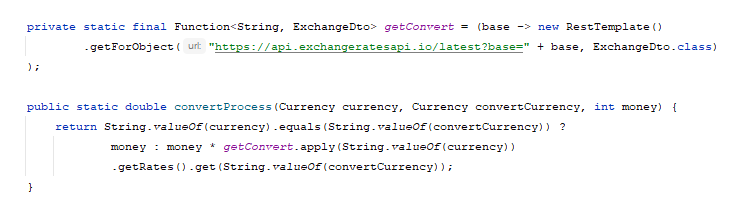 private static final Function<String, ExchangeDto> getConvert = (base -> new RestTemplate()
.getForObject( url: "https://api.exchangeratesapi.io/latest?base=" + base, ExchangeDto.class)
);
public static double convertProcess(Currency currency, Currency convertCurrency, int money) {
return String.valueOf(currency).equals(String.valueOf(convertCurrency)) ?
money : money * getConvert.apply(String.valueOf(currency))
.getRates().get(String.valueOf(convertCurrency));
}